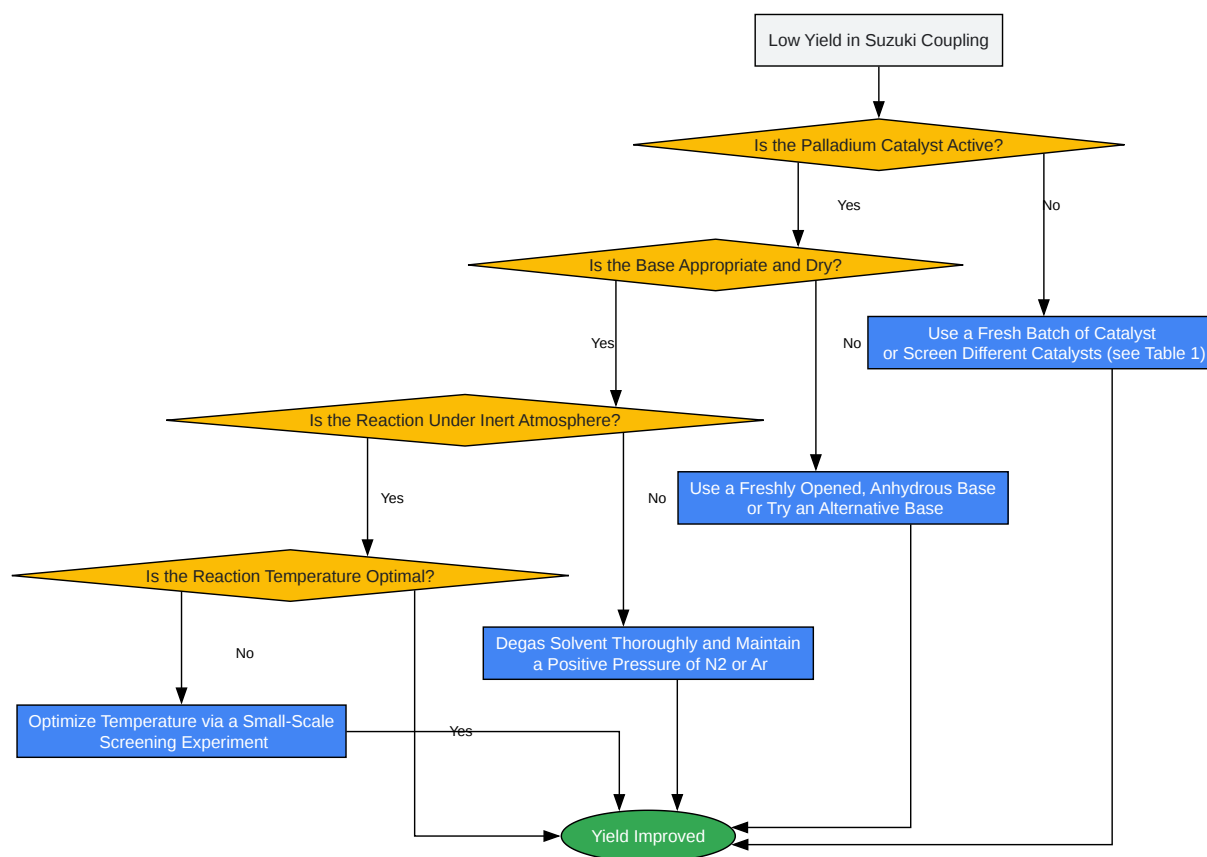 Low Yield in Suzuki Coupling
Is the Palladium Catalyst Active?
Yes
No
Is the Base Appropriate and Dry?
Use a Fresh Batch of Catalyst
or Screen Different Catalysts (see Table 1)
Yes
No
Is the Reaction Under Inert Atmosphere?
Use a Freshly Opened, Anhydrous Base
or Try an Alternative Base
Yes
No
Is the Reaction Temperature Optimal?
Degas Solvent Thoroughly and Maintain
a Positive Pressure of N2 or Ar
No
Optimize Temperature via a Small-Scale
Screening Experiment
Yes
Yield Improved